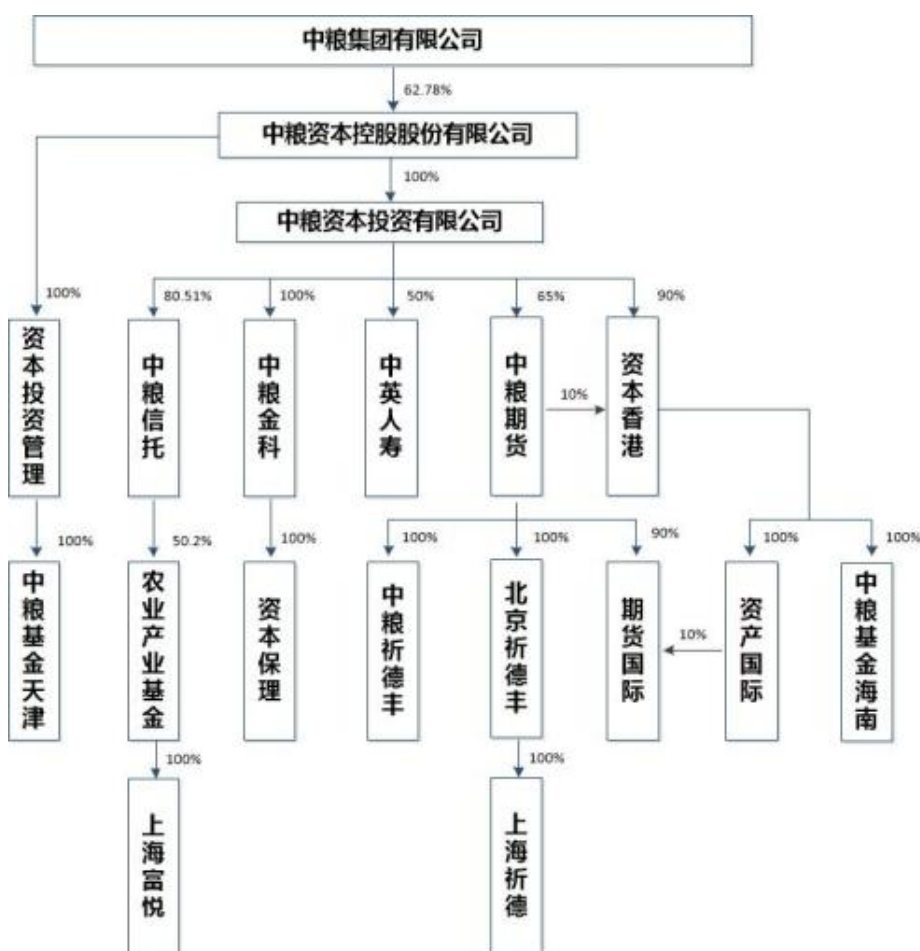 中粮集团有限公司
62.78%
中粮资本控股股份有限公司
100%
中粮资本投资有限公司
100%
80.51%
100%
50%
65%
90%
资本投资管理
中粮信托
中粮金科
中英人寿
中粮期货
10%
资本香港
100%
50.2%
100%
100%
100%
90%
100%
100%
中粮基金天津
农业产业基金
资本保理
中粮祈德丰
北京祈德丰
期货国际
10%
资产国际
中粮基金海南
100%
100%
上海富悦
上海祈德